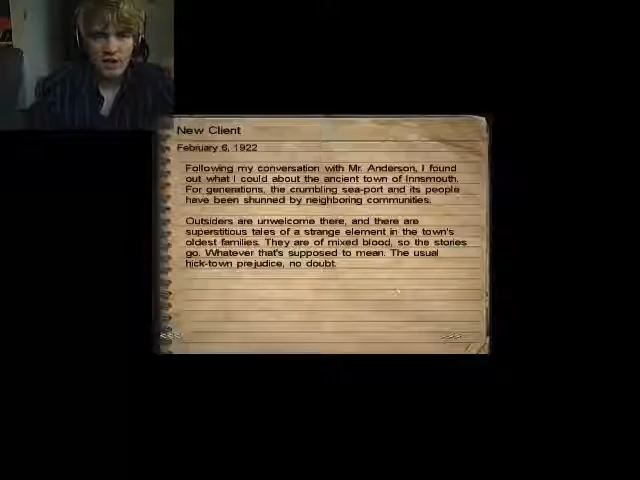 New Client
February 6, 1922
Following my conversation with Mr. Anderson, I found
out what I could about the ancient town of Innsmouth.
For generations, the crumbling sea-port and its people
have been shunned by neighboring communities.
Outsiders are unwelcome there, and there are
superstitious tales of a strange element in the town's
oldest families. They are of mixed blood, so the stories
go. Whatever that's supposed to mean. The usual
hick-town prejudice, no doubt.
<<<
>>>